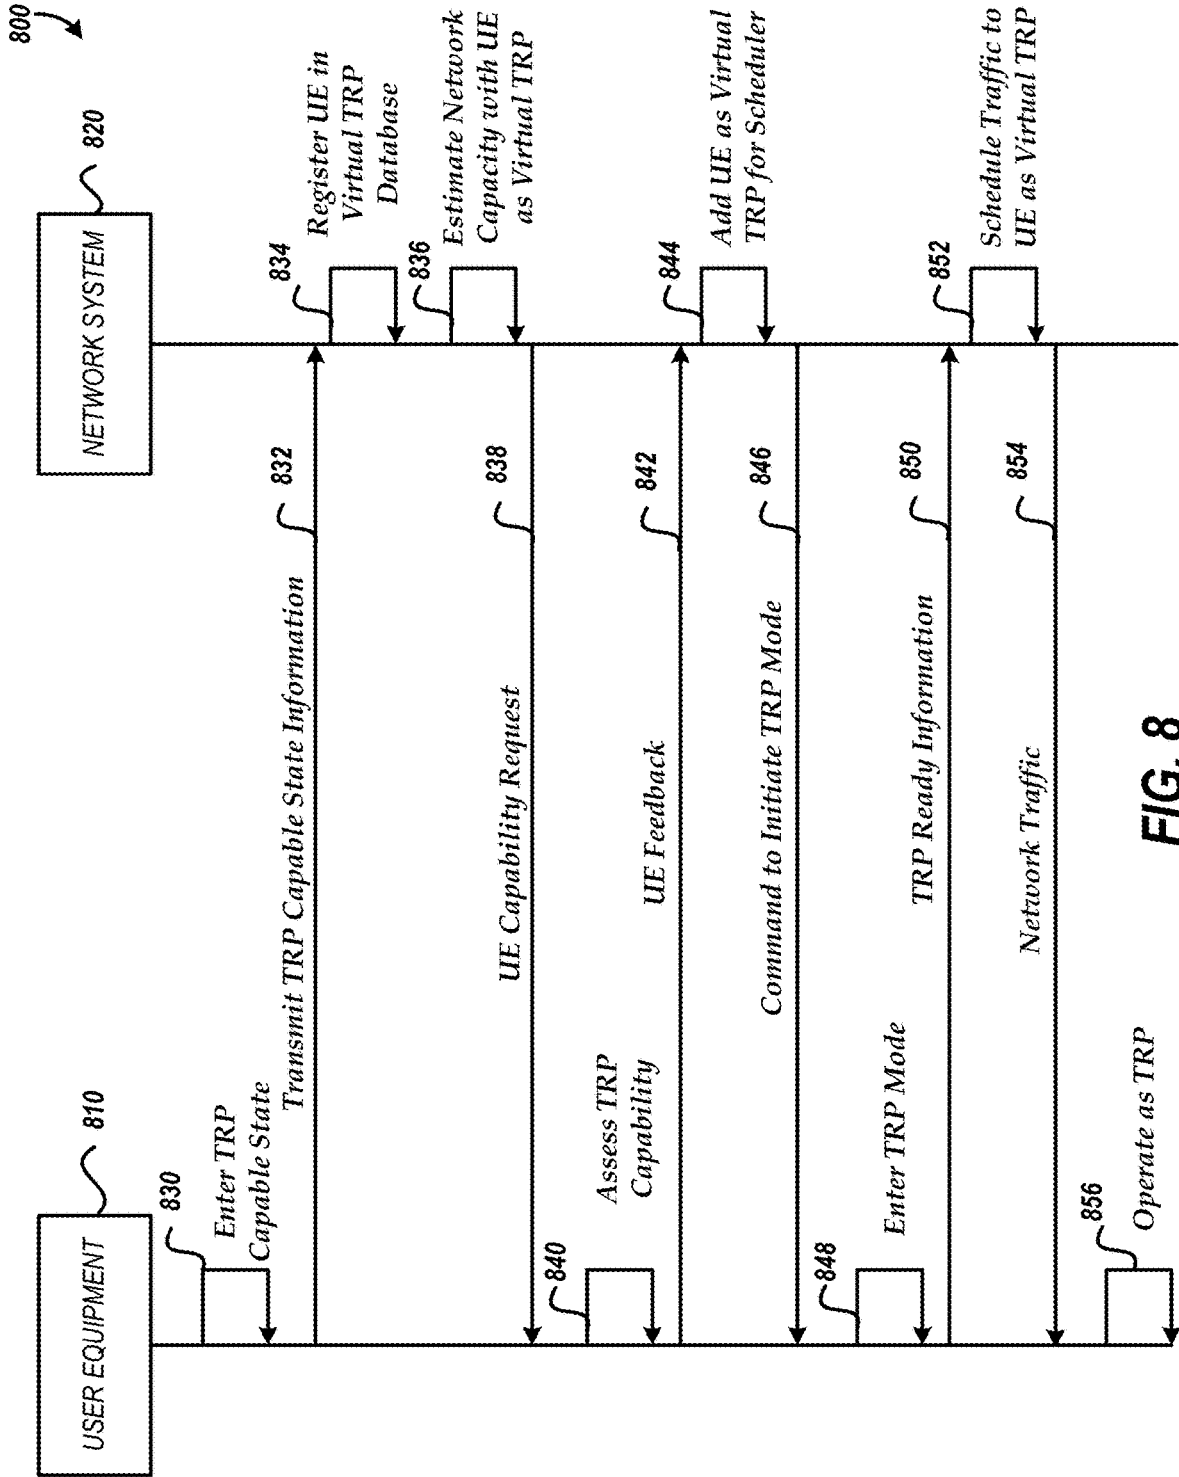 800
USER EQUIPMENT
810
NETWORK SYSTEM
820
830
Enter TRP
Capable State
Transmit TRP Capable State Information
832
834
Register UE in
Virtual TRP
Database
836
Estimate Network
Capacity with UE
as Virtual TRP
UE Capability Request
838
840
Assess TRP
Capability
UE Feedback
842
844
Add UE as Virtual
TRP for Scheduler
Command to Initiate TRP Mode
846
848
Enter TRP Mode
TRP Ready Information
850
852
Schedule Traffic to
UE as Virtual TRP
Network Traffic
854
856
Operate as TRP
FIG. 8